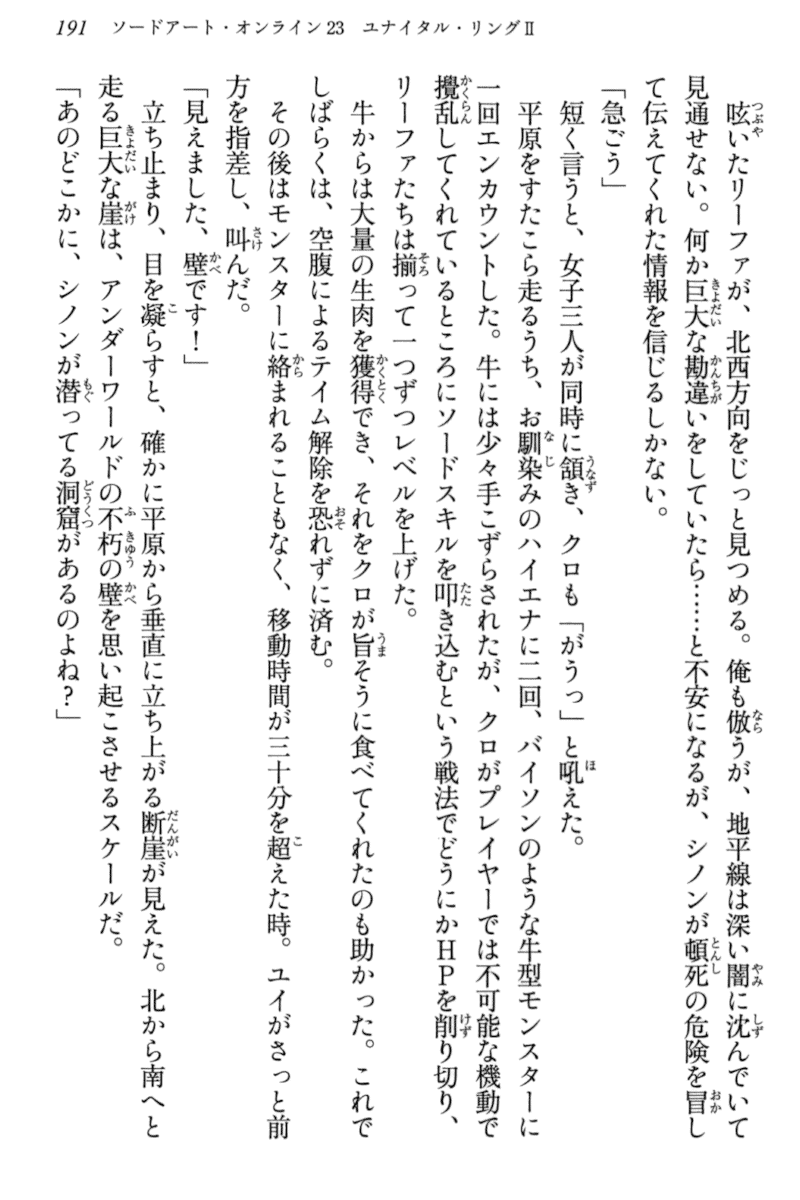 191 ソードアート・オンライン23 ユナイタル・リングⅡ
呟いたリーファが、北西方向をじっと見つめる。俺も倣うが、地平線は深い闇に沈んでいて
見通せない。何か巨大な勘違いをしていたら……と不安になるが、シノンが頓死の危険を冒し
て伝えてくれた情報を信じるしかない。
「急ごう」
短く言うと、女子三人が同時に頷き、クロも「がうっ」と吼えた。
平原をすたこら走るうち、お馴染みのハイエナに二回、バイソンのような牛型モンスターに
一回エンカウントした。牛には少々手こずらされたが、クロがプレイヤーでは不可能な機動で
攪乱してくれているところにソードスキルを叩き込むという戦法でどうにかHPを削り切り、
リーファたちは揃って一つずつレベルを上げた。
牛からは大量の生肉を獲得でき、それをクロが旨そうに食べてくれたのも助かった。これで
しばらくは、空腹によるテイム解除を恐れずに済む。
その後はモンスターに絡まれることもなく、移動時間が三十分を超えた時。ユイがさっと前
方を指差し、叫んだ。
「見えました、壁です！」
立ち止まり、目を凝らすと、確かに平原から垂直に立ち上がる断崖が見えた。北から南へと
走る巨大な崖は、アンダーワールドの不朽の壁を思い起こさせるスケールだ。
「あのどこかに、シノンが潜ってる洞窟があるのよね？」